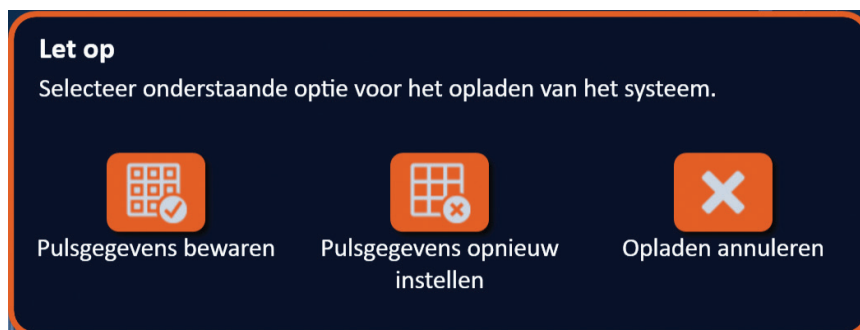 Let op
Selecteer onderstaande optie voor het opladen van het systeem.
Pulsgegevens bewaren
Pulsgegevens opnieuw
instellen
Opladen annuleren